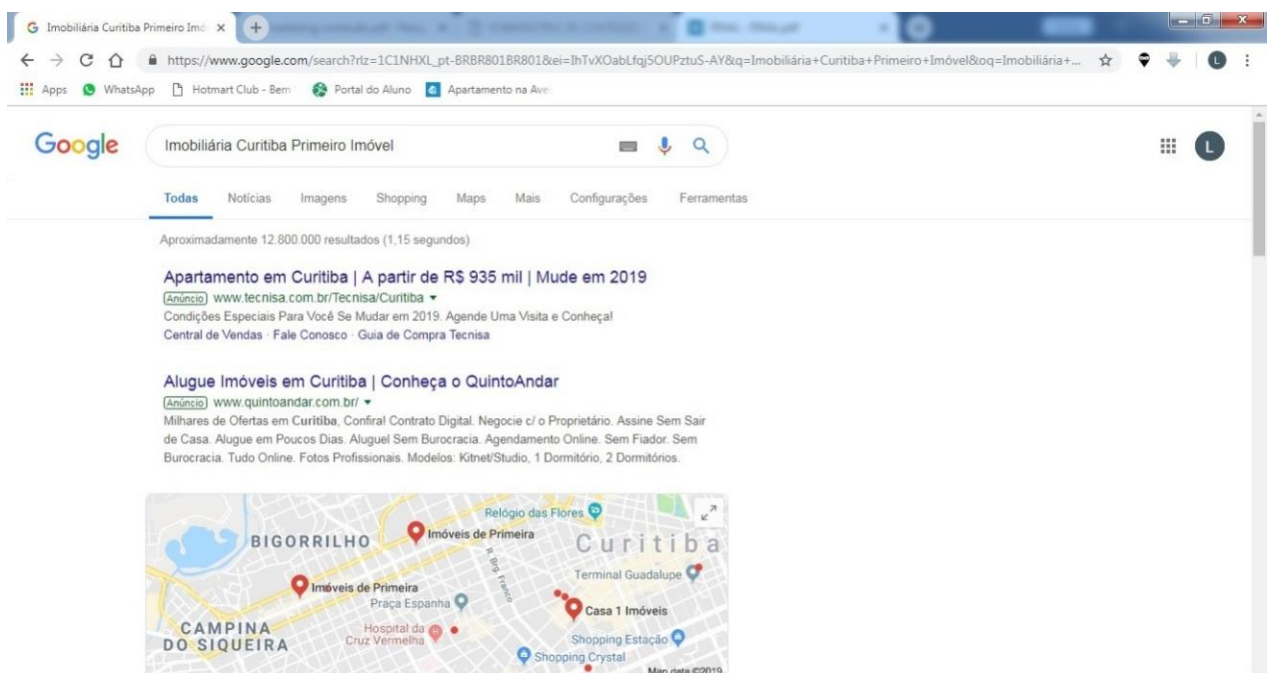 Imobiliária Curitiba Primeiro Imó
https://www.google.com/search?rlz=1C1NHXL_pt-BRBR801BR801&ei=IhTvXOabLfqj5OUPztuS-AY&q=Imobiliária+Curitiba+Primeiro+Imóvel&oq=Imobiliária+...
L
Apps WhatsApp Hotmart Club - Bem Portal do Aluno Apartamento na Ave
Google
Imobiliária Curitiba Primeiro Imóvel
L
Todas Notícias Imagens Shopping Maps Mais Configurações Ferramentas
Aproximadamente 12.800.000 resultados (1,15 segundos)
Apartamento em Curitiba | A partir de R$ 935 mil | Mude em 2019
Anúncio www.tecnisa.com.br/Tecnisa/Curitiba
Condições Especiais Para Você Se Mudar em 2019. Agende Uma Visita e Conheça!
Central de Vendas · Fale Conosco · Guia de Compra Tecnisa
Alugue Imóveis em Curitiba | Conheça o QuintoAndar
Anúncio www.quintoandar.com.br/
Milhares de Ofertas em Curitiba, Confira! Contrato Digital. Negocie c/ o Proprietário. Assine Sem Sair
de Casa. Alugue em Poucos Dias. Aluguel Sem Burocracia. Agendamento Online. Sem Fiador. Sem
Burocracia. Tudo Online. Fotos Profissionais. Modelos: Kitnet/Studio, 1 Dormitório, 2 Dormitórios.
Relógio das Flores
BIGORRILHO
Imóveis de Primeira
Curitiba
R. Brg. Franco
Terminal Guadalupe
Imóveis de Primeira
Praça Espanha
Casa 1 Imóveis
CAMPINA
DO SIQUEIRA
Hospital da
Cruz Vermelha
Shopping Estação
Shopping Crystal
Map data ©2019